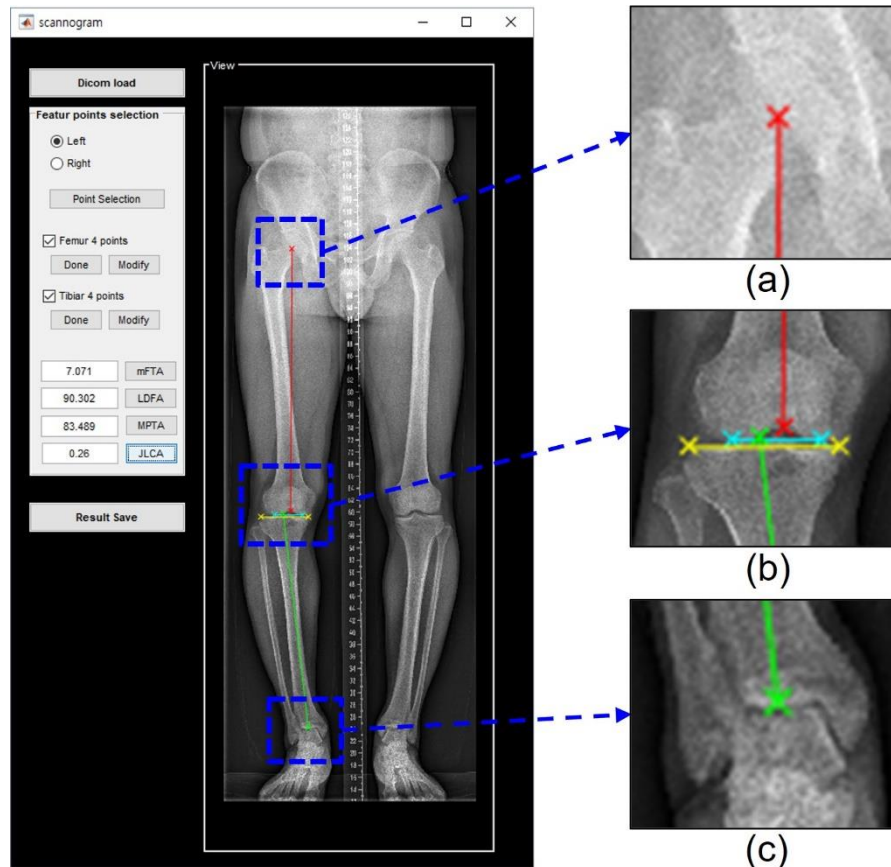 scannogram
Dicom load
View
Featur points selection
Left
Right
Point Selection
Femur 4 points
Done Modify
Tibiar 4 points
Done Modify
7.071 mFTA
90.302 LDFA
83.489 MPTA
0.26 JLCA
Result Save
(a)
(b)
(c)